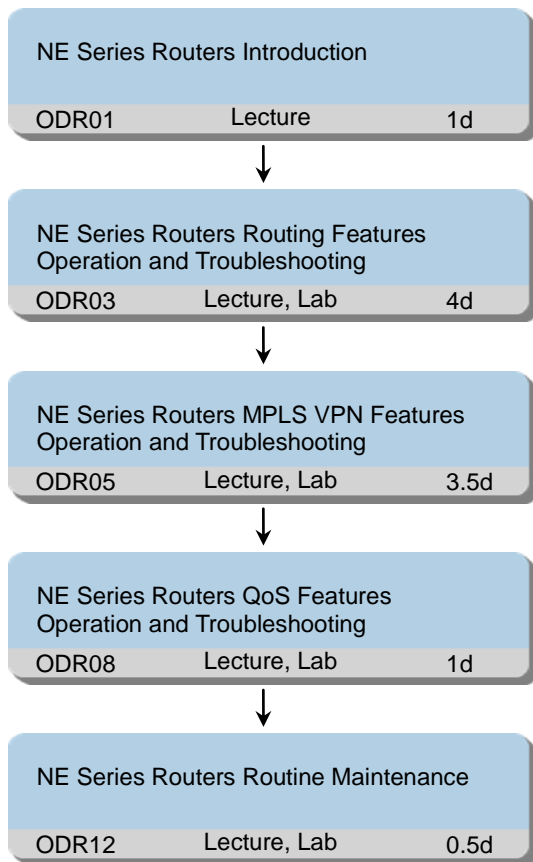 NE Series Routers Introduction
ODR01 Lecture 1d
NE Series Routers Routing Features
Operation and Troubleshooting
ODR03 Lecture, Lab 4d
NE Series Routers MPLS VPN Features
Operation and Troubleshooting
ODR05 Lecture, Lab 3.5d
NE Series Routers QoS Features
Operation and Troubleshooting
ODR08 Lecture, Lab 1d
NE Series Routers Routine Maintenance
ODR12 Lecture, Lab 0.5d